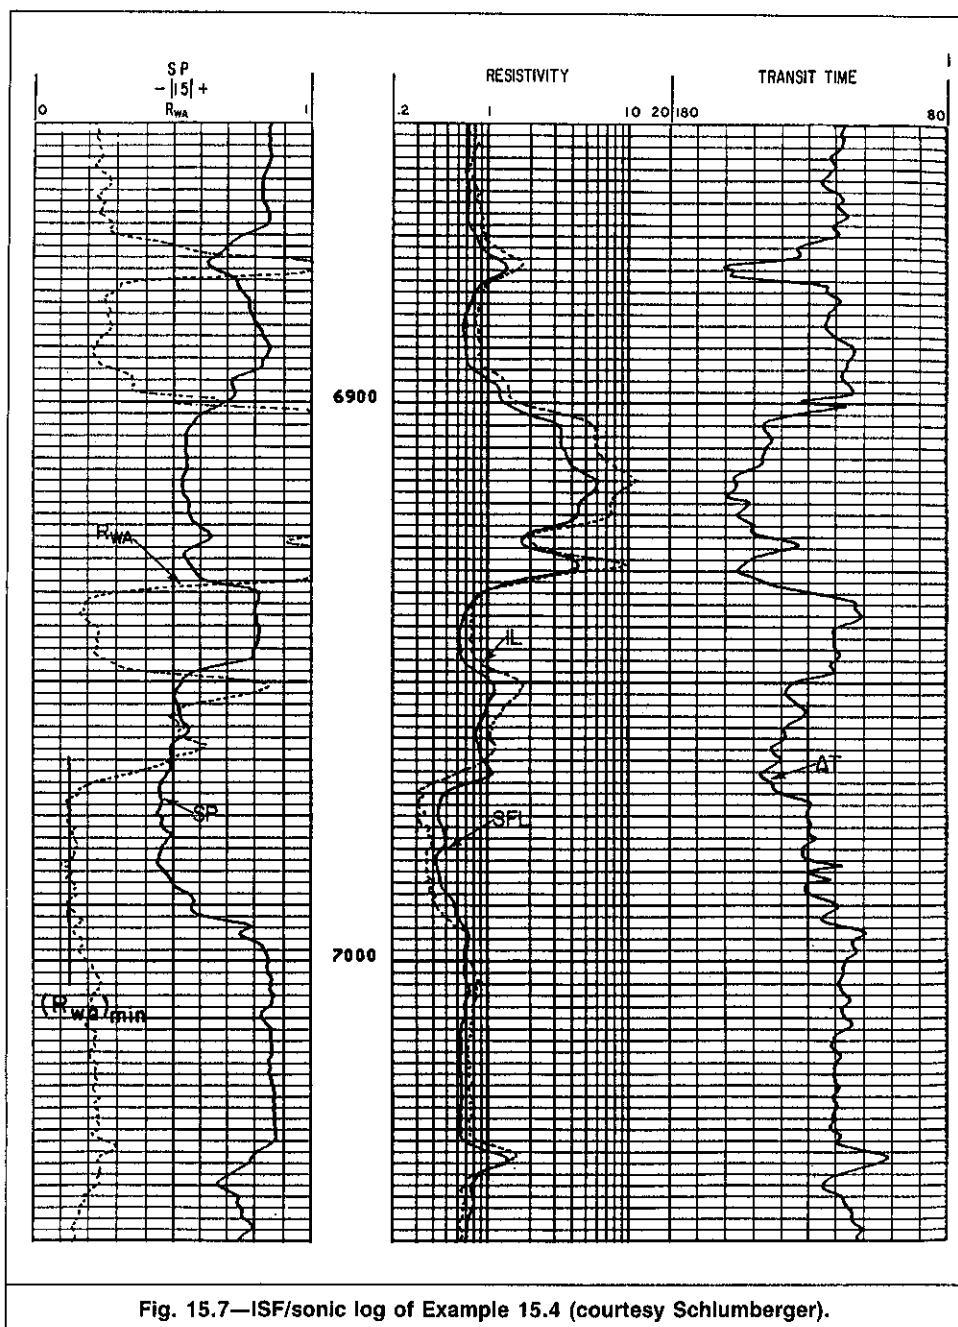 SP
- |15| +
RWA
0 1
RESISTIVITY
.2 1 10 20
TRANSIT TIME
180 80
6900
RWA
IL
ΔT
SP
SFL
7000
(Rwa)min
Fig. 15.7—ISF/sonic log of Example 15.4 (courtesy Schlumberger).